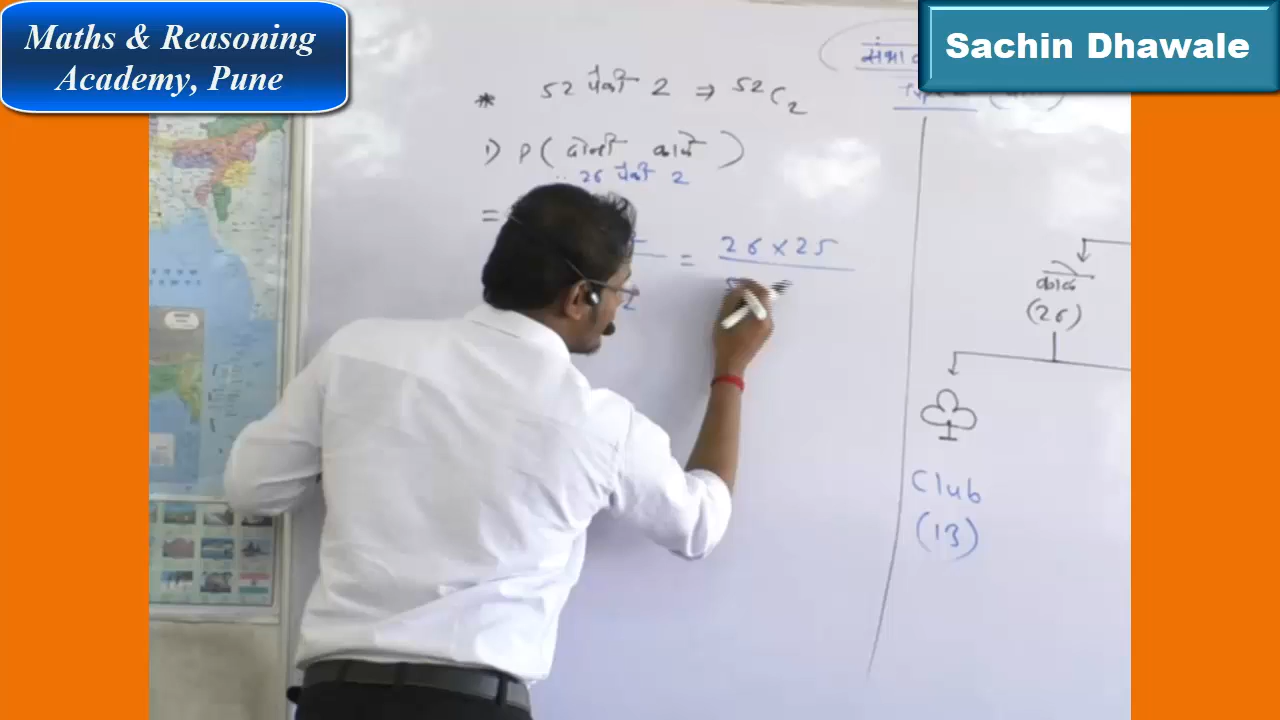 Maths & Reasoning
Academy, Pune
Sachin Dhawale
* 52 पैकी 2 ⇒ ⁵²C₂
1) P( दोन्ही काळे )
26 पैकी 2
=
= 26 × 25
काळे
(26)
Club
(13)